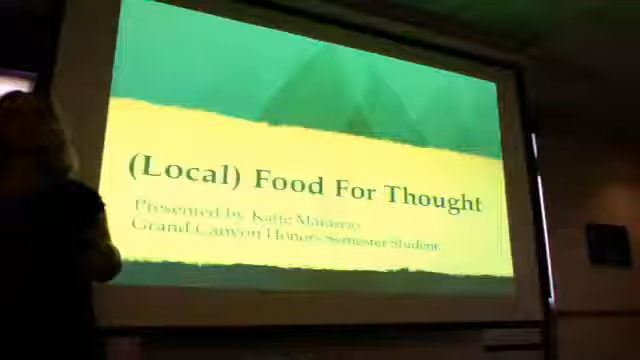 (Local) Food For Thought
Presented by Katie
Grand Canyon Honors Semester Student